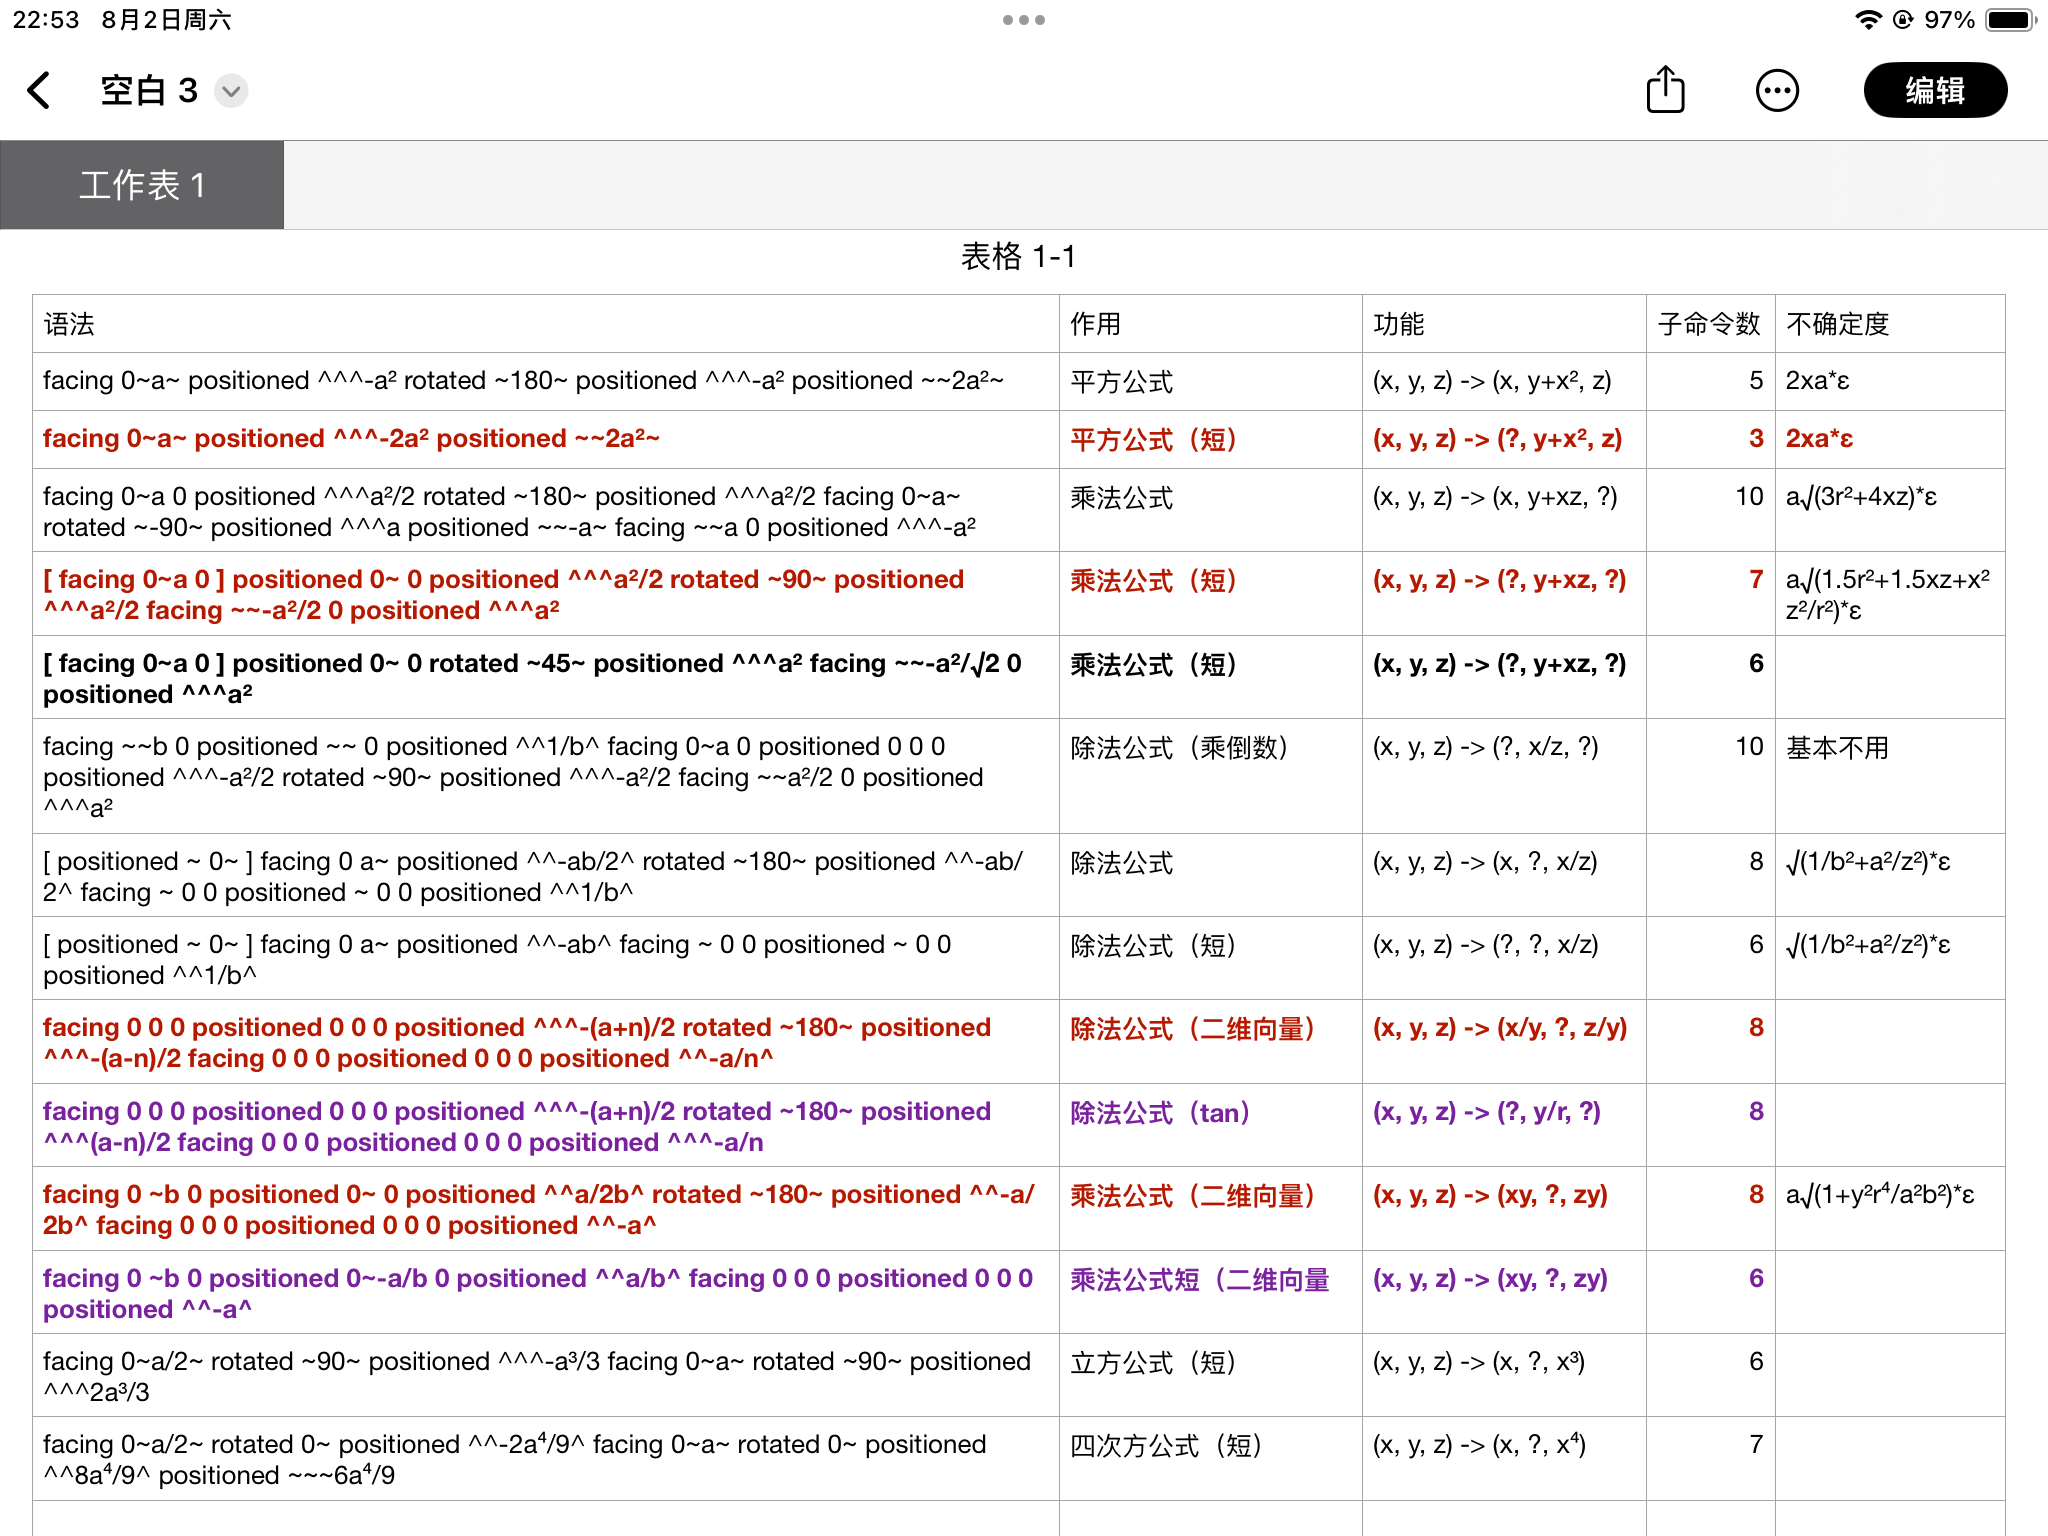 22:53 8月2日周六
97%
空白 3
编辑
工作表 1
表格 1-1
语法 作用 功能 子命令数 不确定度
facing 0~a~ positioned ^^^-a² rotated ~180~ positioned ^^^-a² positioned ~~2a²~ 平方公式 (x, y, z) -> (x, y+x², z) 5 2xa*ε
facing 0~a~ positioned ^^^-2a² positioned ~~2a²~ 平方公式（短） (x, y, z) -> (?, y+x², z) 3 2xa*ε
facing 0~a 0 positioned ^^^a²/2 rotated ~180~ positioned ^^^a²/2 facing 0~a~ 乘法公式 (x, y, z) -> (x, y+xz, ?) 10 a√(3r²+4xz)*ε
rotated ~-90~ positioned ^^^a positioned ~~-a~ facing ~~a 0 positioned ^^^-a²
[ facing 0~a 0 ] positioned 0~ 0 positioned ^^^a²/2 rotated ~90~ positioned 乘法公式（短） (x, y, z) -> (?, y+xz, ?) 7 a√(1.5r²+1.5xz+x²
^^^a²/2 facing ~~-a²/2 0 positioned ^^^a² z²/r²)*ε
[ facing 0~a 0 ] positioned 0~ 0 rotated ~45~ positioned ^^^a² facing ~~-a²/√2 0 乘法公式（短） (x, y, z) -> (?, y+xz, ?) 6
positioned ^^^a²
facing ~~b 0 positioned ~~ 0 positioned ^^1/b^ facing 0~a 0 positioned 0 0 0 除法公式（乘倒数） (x, y, z) -> (?, x/z, ?) 10 基本不用
positioned ^^^-a²/2 rotated ~90~ positioned ^^^-a²/2 facing ~~a²/2 0 positioned
^^^a²
[ positioned ~ 0~ ] facing 0 a~ positioned ^^-ab/2^ rotated ~180~ positioned ^^-ab/ 除法公式 (x, y, z) -> (x, ?, x/z) 8 √(1/b²+a²/z²)*ε
2^ facing ~ 0 0 positioned ~ 0 0 positioned ^^1/b^
[ positioned ~ 0~ ] facing 0 a~ positioned ^^-ab^ facing ~ 0 0 positioned ~ 0 0 除法公式（短） (x, y, z) -> (?, ?, x/z) 6 √(1/b²+a²/z²)*ε
positioned ^^1/b^
facing 0 0 0 positioned 0 0 0 positioned ^^^-(a+n)/2 rotated ~180~ positioned 除法公式（二维向量） (x, y, z) -> (x/y, ?, z/y) 8
^^^-(a-n)/2 facing 0 0 0 positioned 0 0 0 positioned ^^-a/n^
facing 0 0 0 positioned 0 0 0 positioned ^^^-(a+n)/2 rotated ~180~ positioned 除法公式（tan） (x, y, z) -> (?, y/r, ?) 8
^^^(a-n)/2 facing 0 0 0 positioned 0 0 0 positioned ^^^-a/n
facing 0 ~b 0 positioned 0~ 0 positioned ^^a/2b^ rotated ~180~ positioned ^^-a/ 乘法公式（二维向量） (x, y, z) -> (xy, ?, zy) 8 a√(1+y²r⁴/a²b²)*ε
2b^ facing 0 0 0 positioned 0 0 0 positioned ^^-a^
facing 0 ~b 0 positioned 0~-a/b 0 positioned ^^a/b^ facing 0 0 0 positioned 0 0 0 乘法公式短（二维向量 (x, y, z) -> (xy, ?, zy) 6
positioned ^^-a^
facing 0~a/2~ rotated ~90~ positioned ^^^-a³/3 facing 0~a~ rotated ~90~ positioned 立方公式（短） (x, y, z) -> (x, ?, x³) 6
^^^2a³/3
facing 0~a/2~ rotated 0~ positioned ^^-2a⁴/9^ facing 0~a~ rotated 0~ positioned 四次方公式（短） (x, y, z) -> (x, ?, x⁴) 7
^^8a⁴/9^ positioned ~~~6a⁴/9